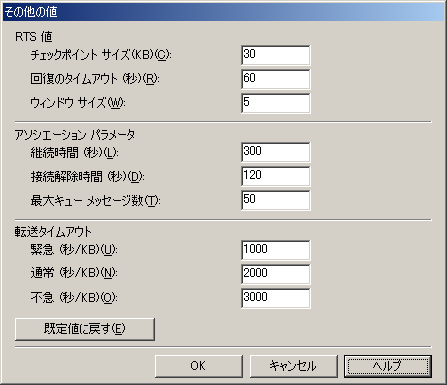 その他の値
RTS 値
チェックポイント サイズ(KB)(C): 30
回復のタイムアウト (秒)(R): 60
ウィンドウ サイズ(W): 5
アソシエーション パラメータ
継続時間 (秒)(L): 300
接続解除時間 (秒)(D): 120
最大キュー メッセージ数(T): 50
転送タイムアウト
緊急 (秒/KB)(U): 1000
通常 (秒/KB)(N): 2000
不急 (秒/KB)(O): 3000
既定値に戻す(E)
OK キャンセル ヘルプ